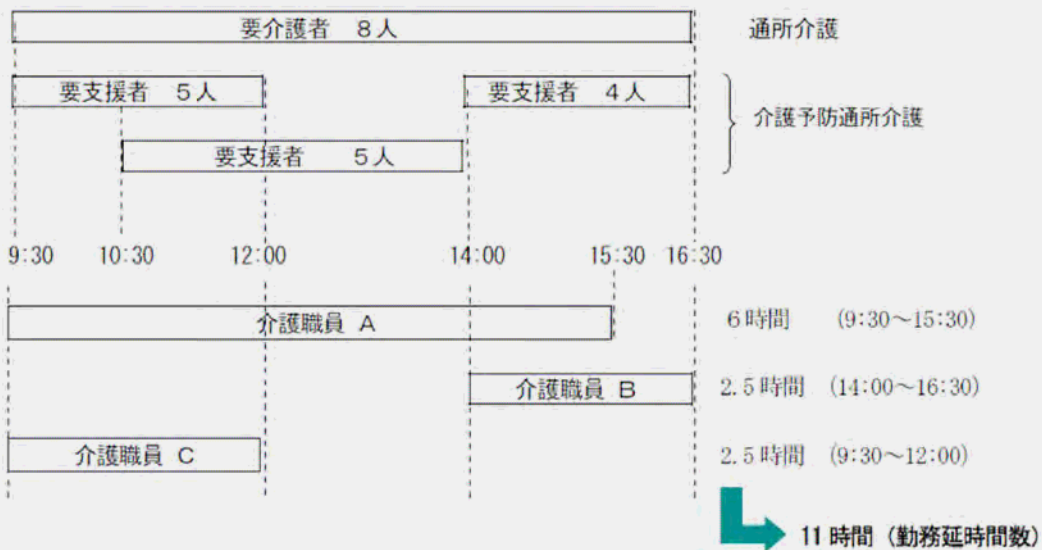 要介護者 8人 通所介護
要支援者 5人 要支援者 4人
介護予防通所介護
要支援者 5人
9:30 10:30 12:00 14:00 15:30 16:30
介護職員 A 6時間 (9:30～15:30)
介護職員 B 2.5時間 (14:00～16:30)
介護職員 C 2.5時間 (9:30～12:00)
11時間 (勤務延時間数)